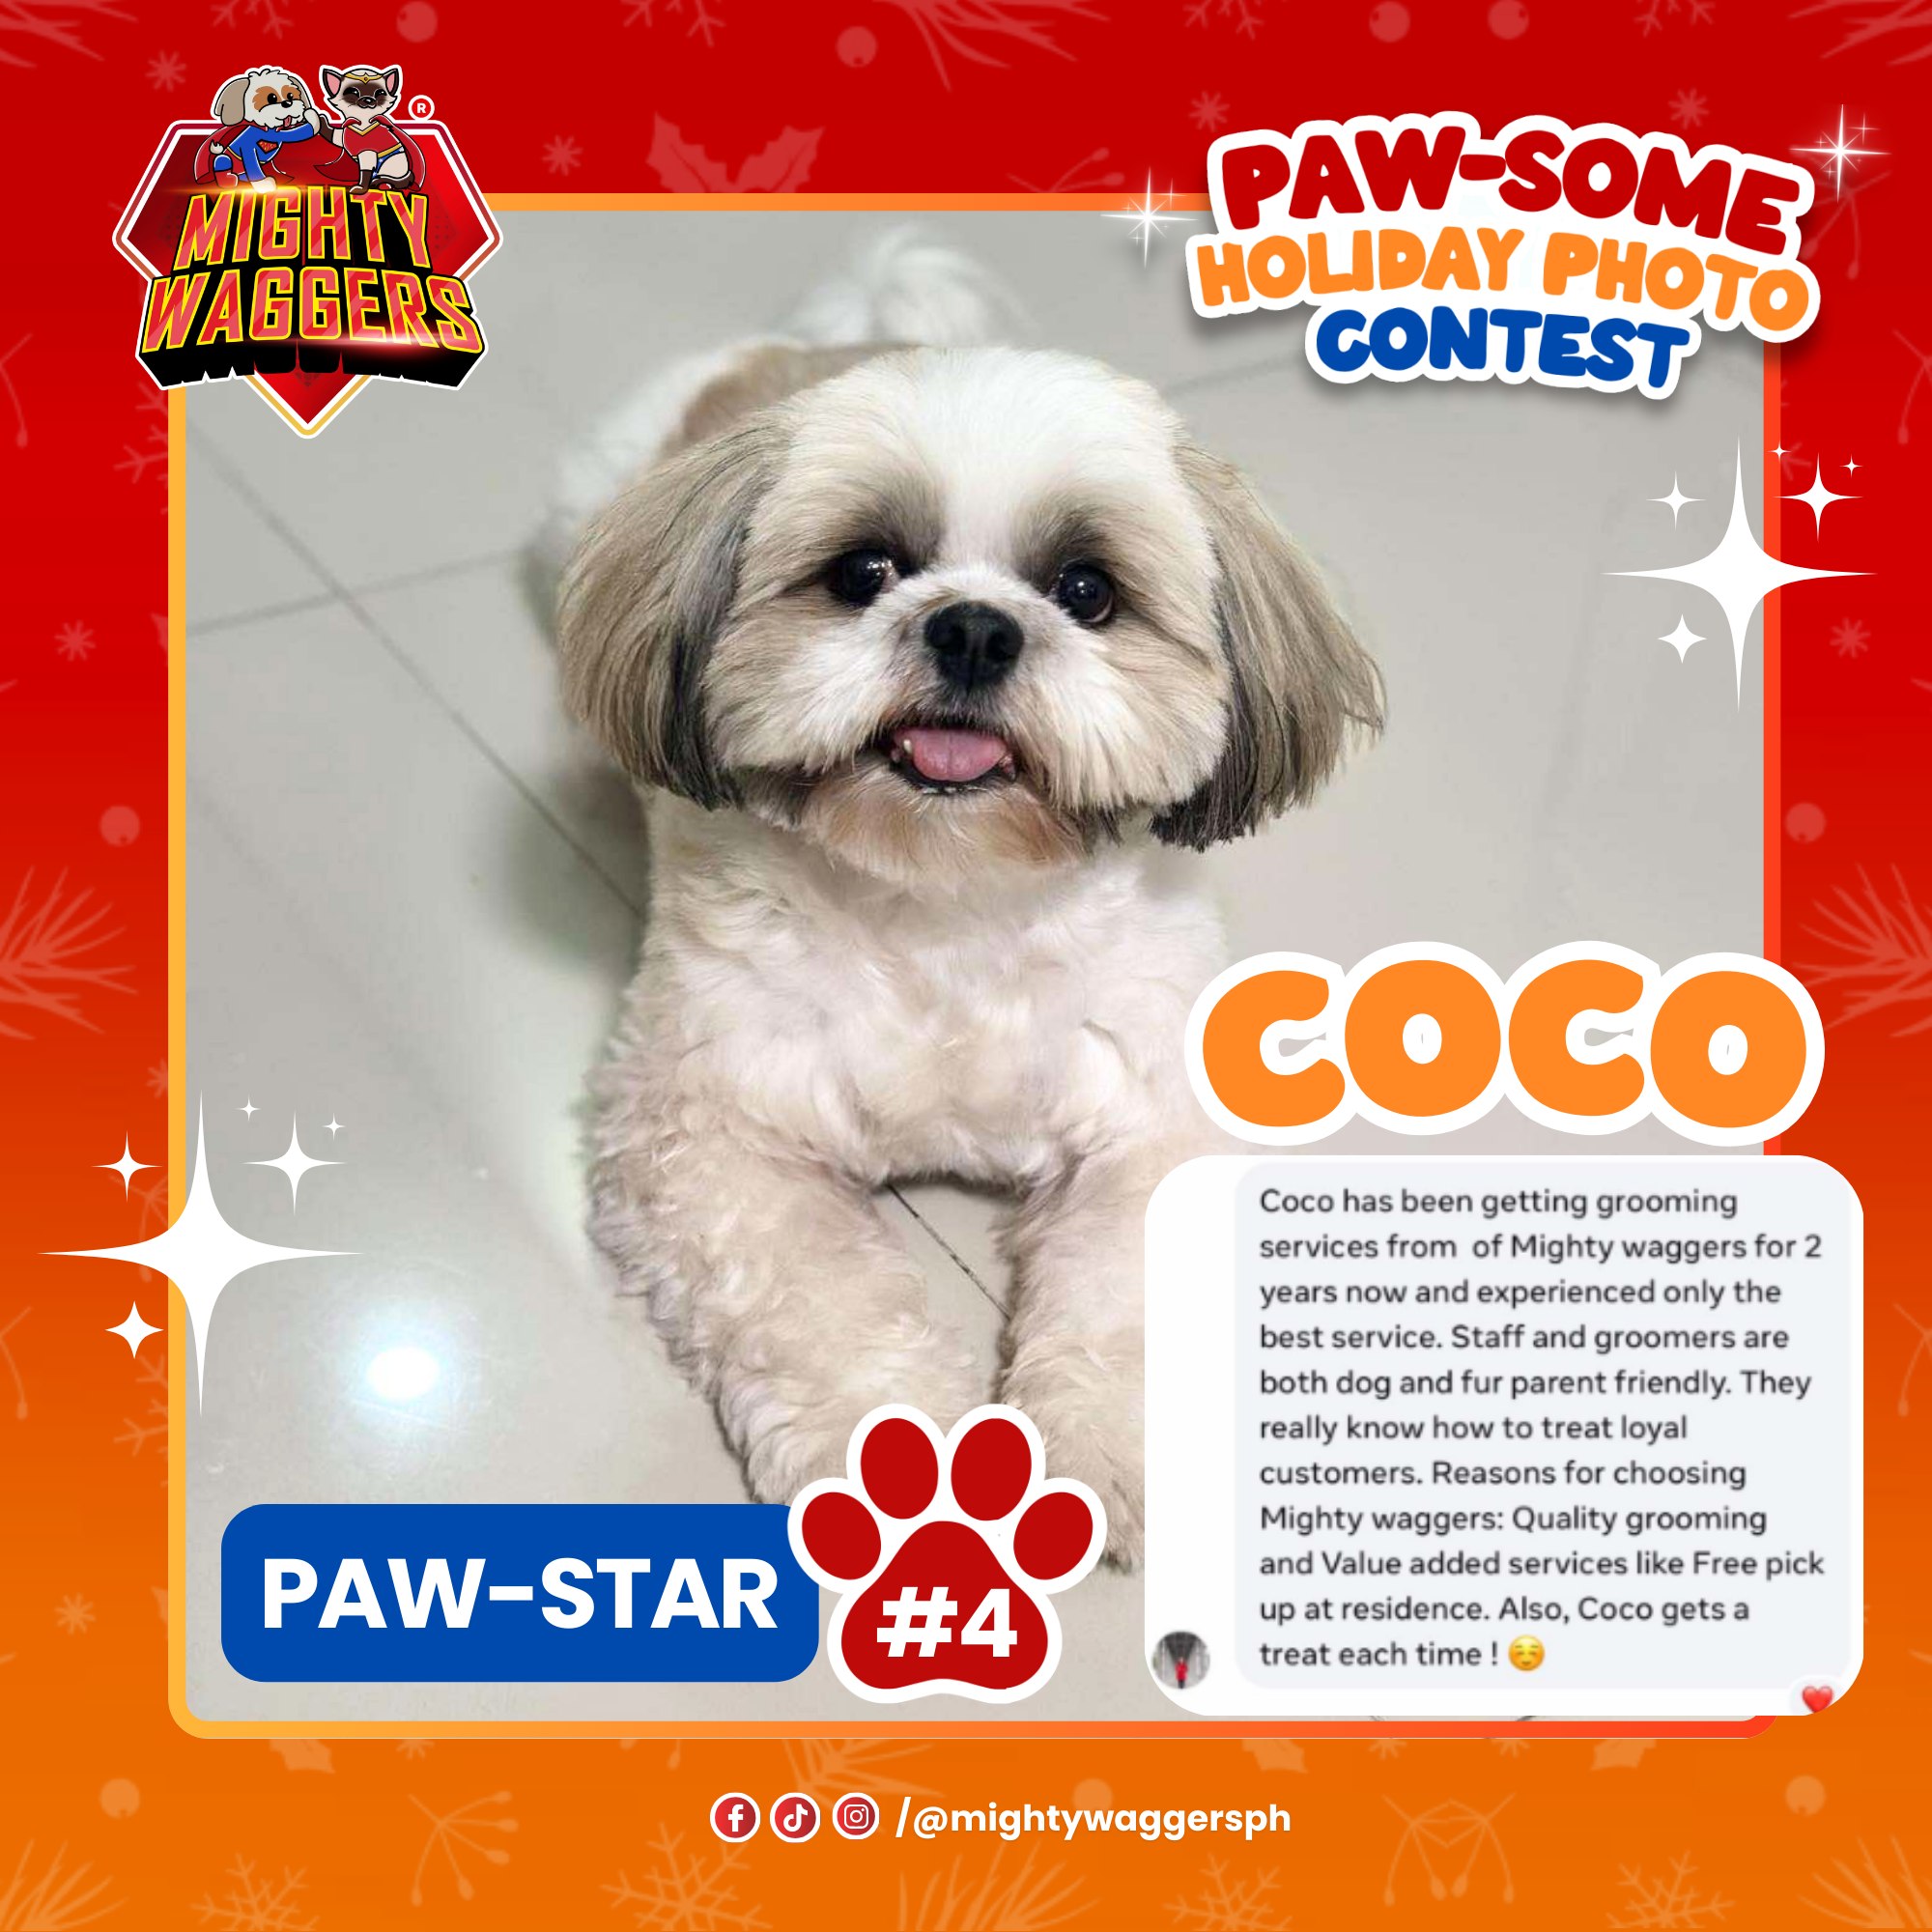 MIGHTY
WAGGERS
®
PAW-SOME
HOLIDAY PHOTO
CONTEST
COCO
Coco has been getting grooming
services from  of Mighty waggers for 2
years now and experienced only the
best service. Staff and groomers are
both dog and fur parent friendly. They
really know how to treat loyal
customers. Reasons for choosing
Mighty waggers: Quality grooming
and Value added services like Free pick
up at residence. Also, Coco gets a
treat each time ! ☺️
PAW-STAR
#4
/@mightywaggersph